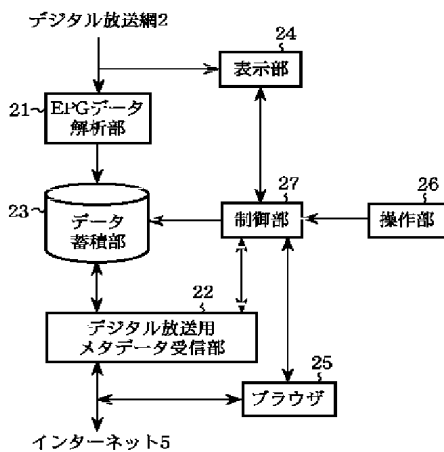 デジタル放送網2
24
表示部
21
EPGデータ
解析部
27
制御部
26
操作部
23
データ
蓄積部
22
デジタル放送用
メタデータ受信部
25
ブラウザ
インターネット5